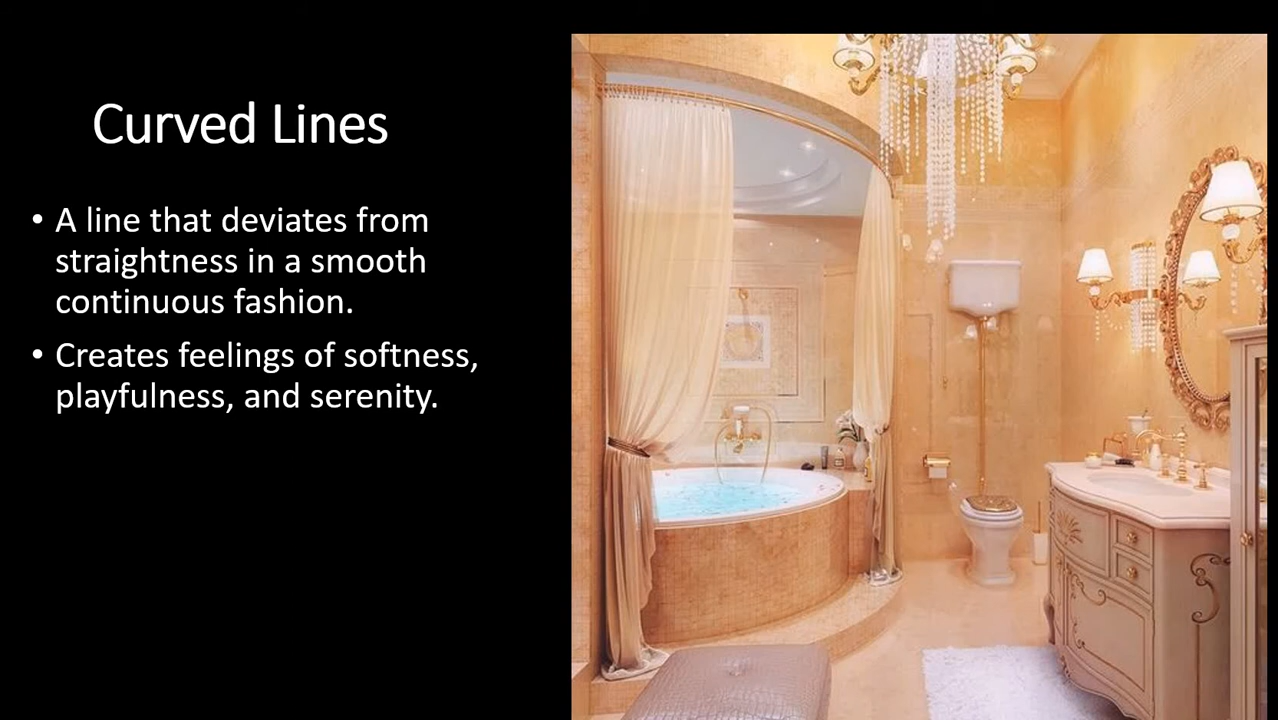 Curved Lines
• A line that deviates from
straightness in a smooth
continuous fashion.
• Creates feelings of softness,
playfulness, and serenity.